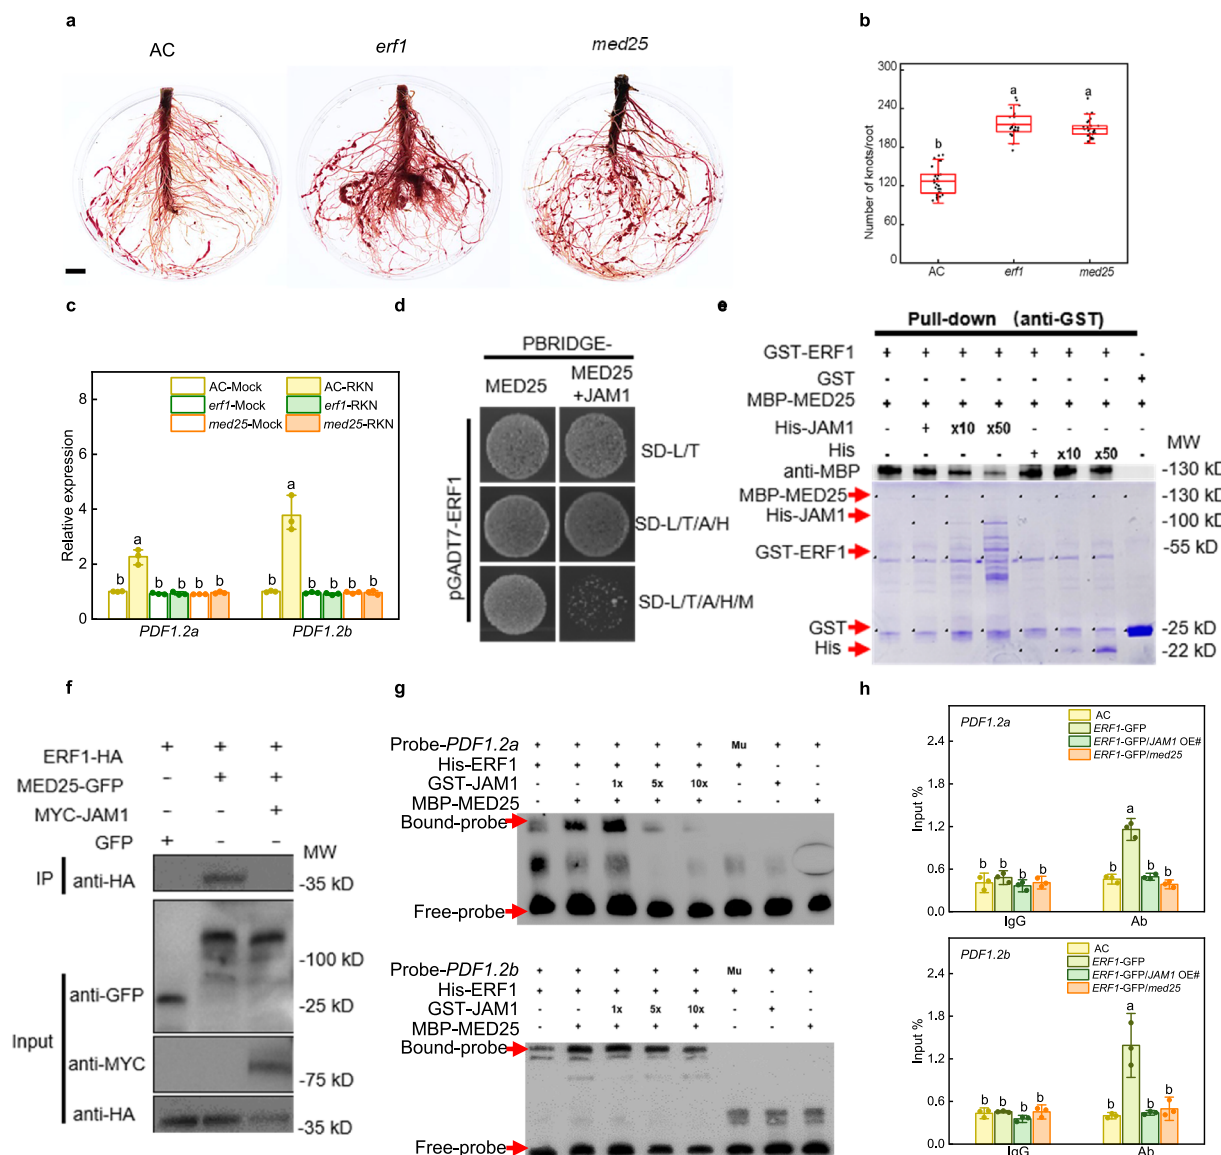 a
AC
erf1
med25
b
Number of knots/root
300
240
180
120
60
0
b
a
a
AC
erf1
med25
c
Relative expression
8
6
4
2
0
AC-Mock
AC-RKN
erf1-Mock
erf1-RKN
med25-Mock
med25-RKN
b a b b b b
b a b b b b
PDF1.2a
PDF1.2b
d
PBRIDGE-
MED25
MED25
+JAM1
pGADT7-ERF1
SD-L/T
SD-L/T/A/H
SD-L/T/A/H/M
e
Pull-down (anti-GST)
GST-ERF1 + + + + + + + -
GST - - - - - - - +
MBP-MED25 + + + + + + + +
His-JAM1 - + x10 x50 - - - -
His - - - - + x10 x50 -
MW
anti-MBP
-130 kD
MBP-MED25
-130 kD
His-JAM1
-100 kD
GST-ERF1
-55 kD
GST
-25 kD
His
-22 kD
f
ERF1-HA + + +
MED25-GFP - + +
MYC-JAM1 - - +
GFP + - -
MW
IP
anti-HA
-35 kD
Input
anti-GFP
-100 kD
-25 kD
anti-MYC
-75 kD
anti-HA
-35 kD
g
Probe-PDF1.2a + + + + + Mu + +
His-ERF1 + + + + + + - -
GST-JAM1 - - 1x 5x 10x - + -
MBP-MED25 - + + + + - - +
Bound-probe
Free-probe
Probe-PDF1.2b + + + + + Mu + +
His-ERF1 + + + + + + - -
GST-JAM1 - - 1x 5x 10x - + -
MBP-MED25 - + + + + - - +
Bound-probe
Free-probe
h
PDF1.2a
AC
ERF1-GFP
ERF1-GFP/JAM1 OE#
ERF1-GFP/med25
Input %
2.4
1.8
1.2
0.6
0.0
b b b b
b a b b
IgG
Ab
PDF1.2b
AC
ERF1-GFP
ERF1-GFP/JAM1 OE#
ERF1-GFP/med25
Input %
2.4
1.8
1.2
0.6
0.0
b b b b
b a b b
IgG
Ab